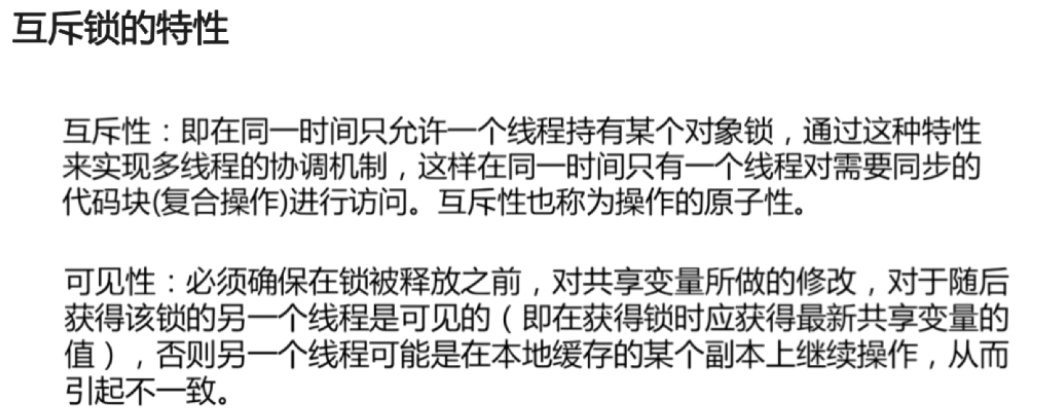 互斥锁的特性
互斥性：即在同一时间只允许一个线程持有某个对象锁，通过这种特性
来实现多线程的协调机制，这样在同一时间只有一个线程对需要同步的
代码块(复合操作)进行访问。互斥性也称为操作的原子性。
可见性：必须确保在锁被释放之前，对共享变量所做的修改，对于随后
获得该锁的另一个线程是可见的（即在获得锁时应获得最新共享变量的
值），否则另一个线程可能是在本地缓存的某个副本上继续操作，从而
引起不一致。